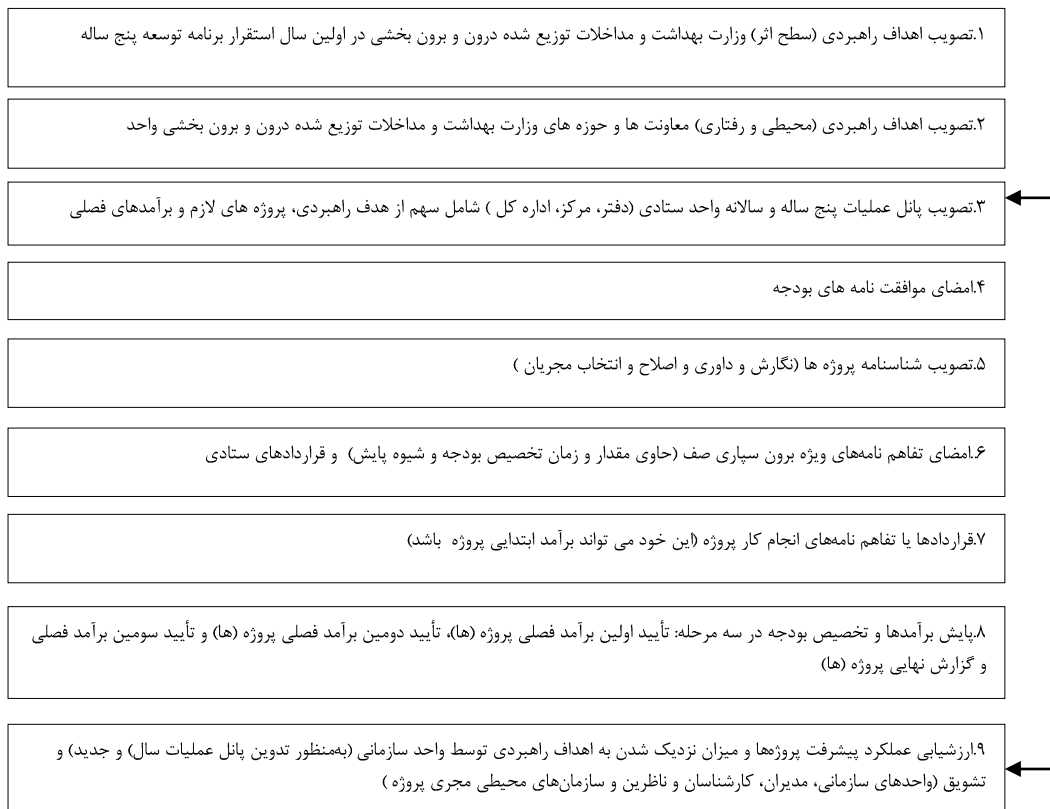 ۱.تصویب اهداف راهبردی (سطح اثر) وزارت بهداشت و مداخلات توزیع شده درون و برون بخشی در اولین سال استقرار برنامه توسعه پنج ساله
۲.تصویب اهداف راهبردی (محیطی و رفتاری) معاونت ها و حوزه های وزارت بهداشت و مداخلات توزیع شده درون و برون بخشی واحد
۳.تصویب پانل عملیات پنج ساله و سالانه واحد ستادی (دفتر، مرکز، اداره کل ) شامل سهم از هدف راهبردی، پروژه های لازم و برآمدهای فصلی
۴.امضای موافقت نامه های بودجه
۵.تصویب شناسنامه پروژه ها (نگارش و داوری و اصلاح و انتخاب مجریان )
۶.امضای تفاهم نامه‌های ویژه برون سپاری صف (حاوی مقدار و زمان تخصیص بودجه و شیوه پایش) و قراردادهای ستادی
۷.قراردادها یا تفاهم نامه‌های انجام کار پروژه (این خود می تواند برآمد ابتدایی پروژه باشد)
۸.پایش برآمدها و تخصیص بودجه در سه مرحله: تأیید اولین برآمد فصلی پروژه (ها)، تأیید دومین برآمد فصلی پروژه (ها) و تأیید سومین برآمد فصلی
و گزارش نهایی پروژه (ها)
۹.ارزشیابی عملکرد پیشرفت پروژه‌ها و میزان نزدیک شدن به اهداف راهبردی توسط واحد سازمانی (به‌منظور تدوین پانل عملیات سال) و جدید) و
تشویق (واحدهای سازمانی، مدیران، کارشناسان و ناظرین و سازمان‌های محیطی مجری پروژه )